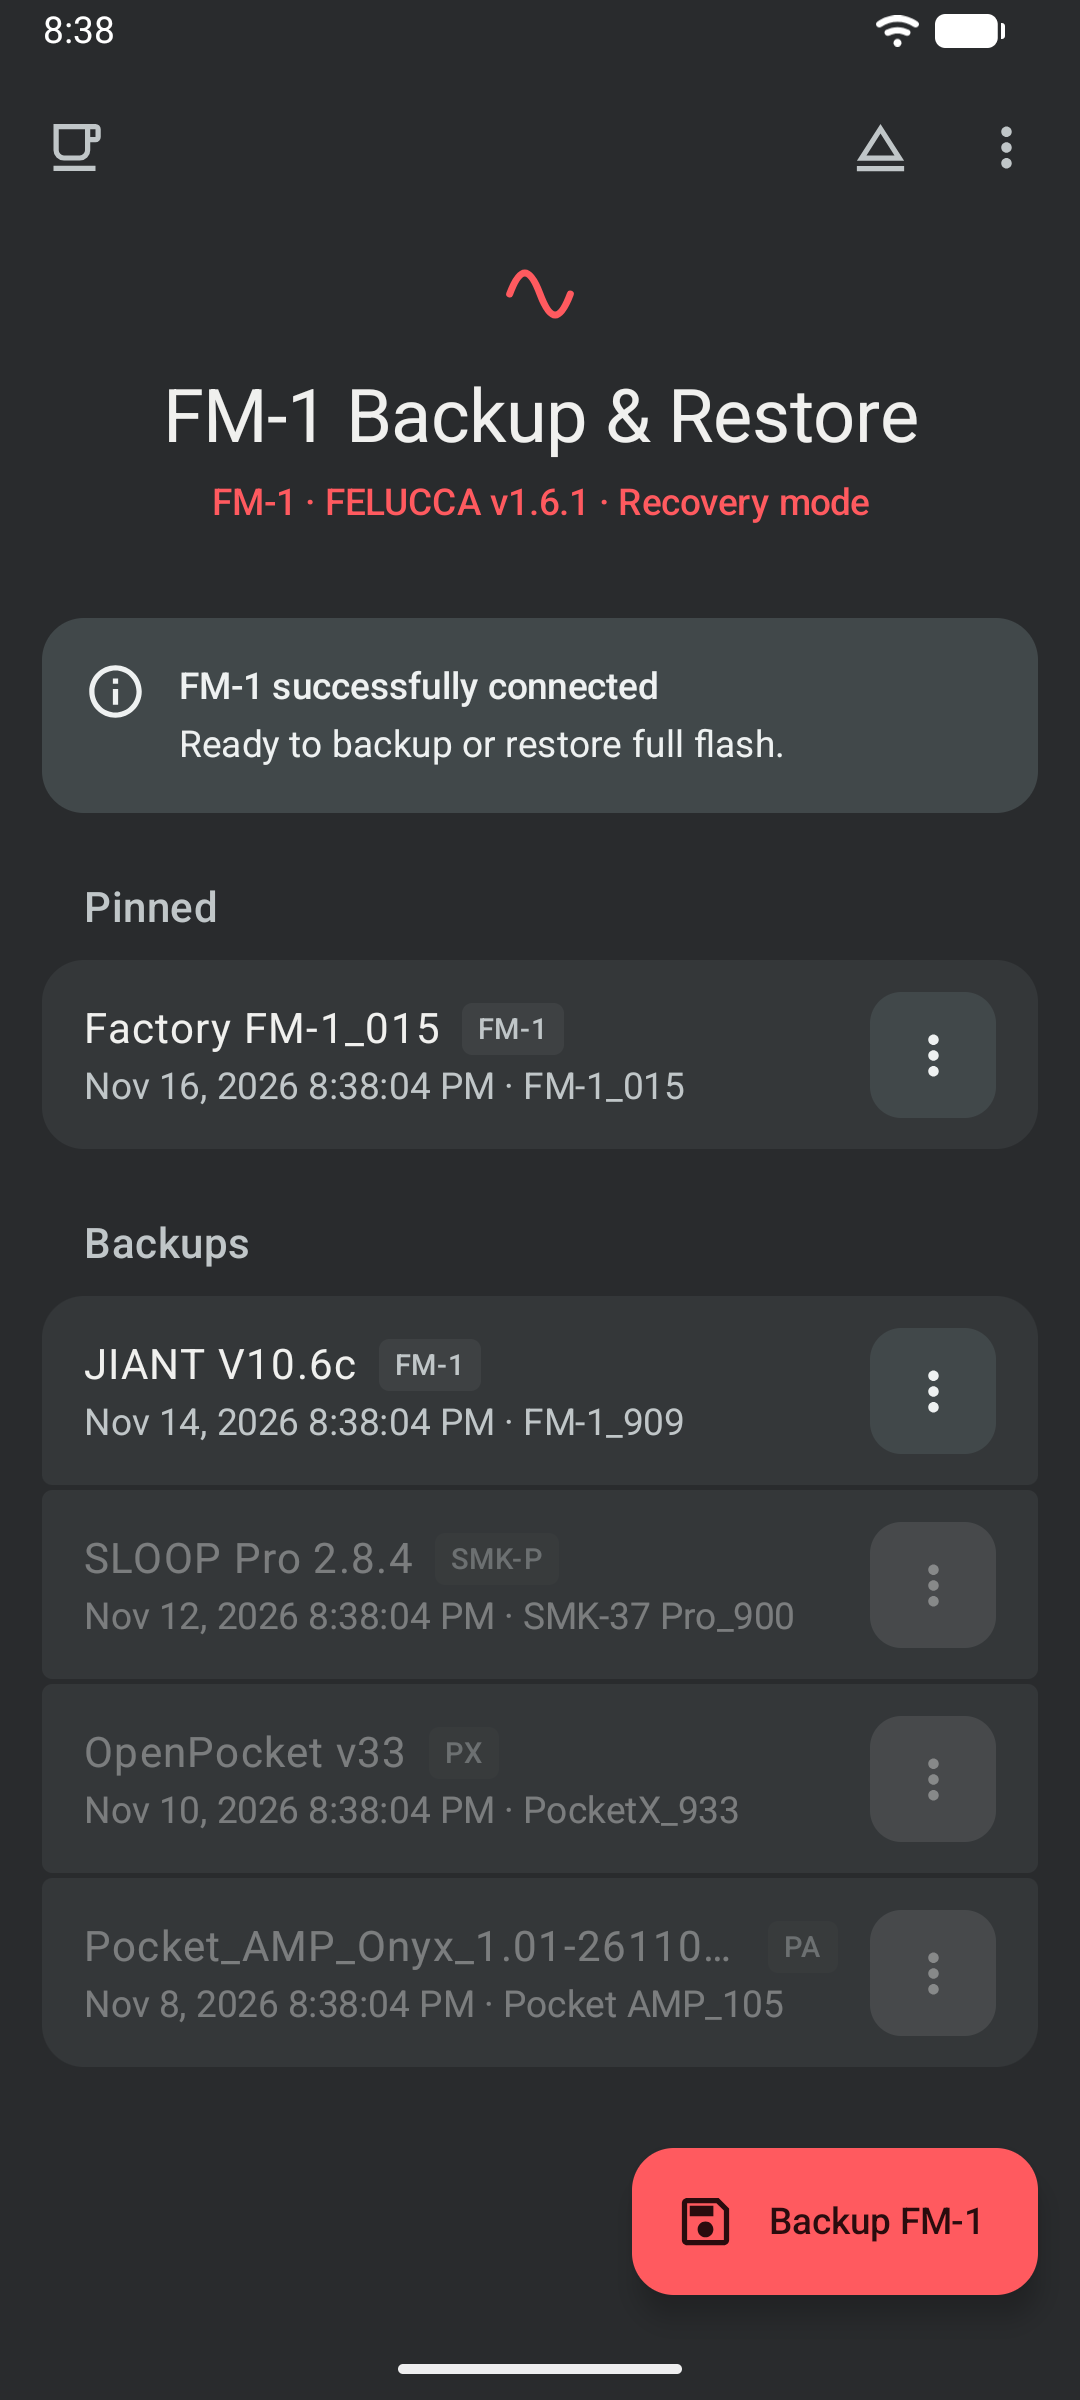 8:38
FM-1 Backup & Restore
FM-1 · FELUCCA v1.6.1 · Recovery mode
FM-1 successfully connected
Ready to backup or restore full flash.
Pinned
Factory FM-1_015 FM-1
Nov 16, 2026 8:38:04 PM · FM-1_015
Backups
JIANT V10.6c FM-1
Nov 14, 2026 8:38:04 PM · FM-1_909
SLOOP Pro 2.8.4 SMK-P
Nov 12, 2026 8:38:04 PM · SMK-37 Pro_900
OpenPocket v33 PX
Nov 10, 2026 8:38:04 PM · PocketX_933
Pocket_AMP_Onyx_1.01-26110… PA
Nov 8, 2026 8:38:04 PM · Pocket AMP_105
Backup FM-1